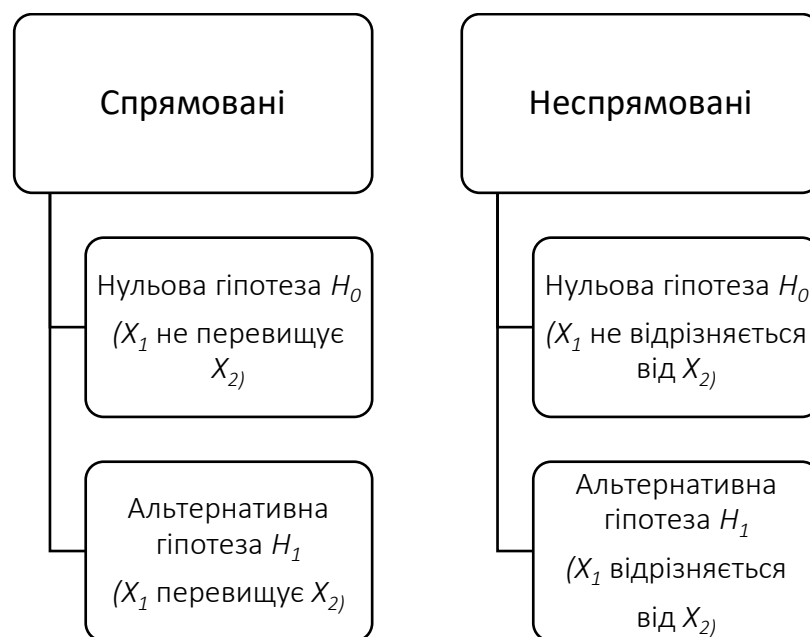 Спрямовані
Нульова гіпотеза H₀
(X₁ не перевищує
X₂)
Альтернативна
гіпотеза H₁
(X₁ перевищує X₂)
Неспрямовані
Нульова гіпотеза H₀
(X₁ не відрізняється
від X₂)
Альтернативна
гіпотеза H₁
(X₁ відрізняється
від X₂)